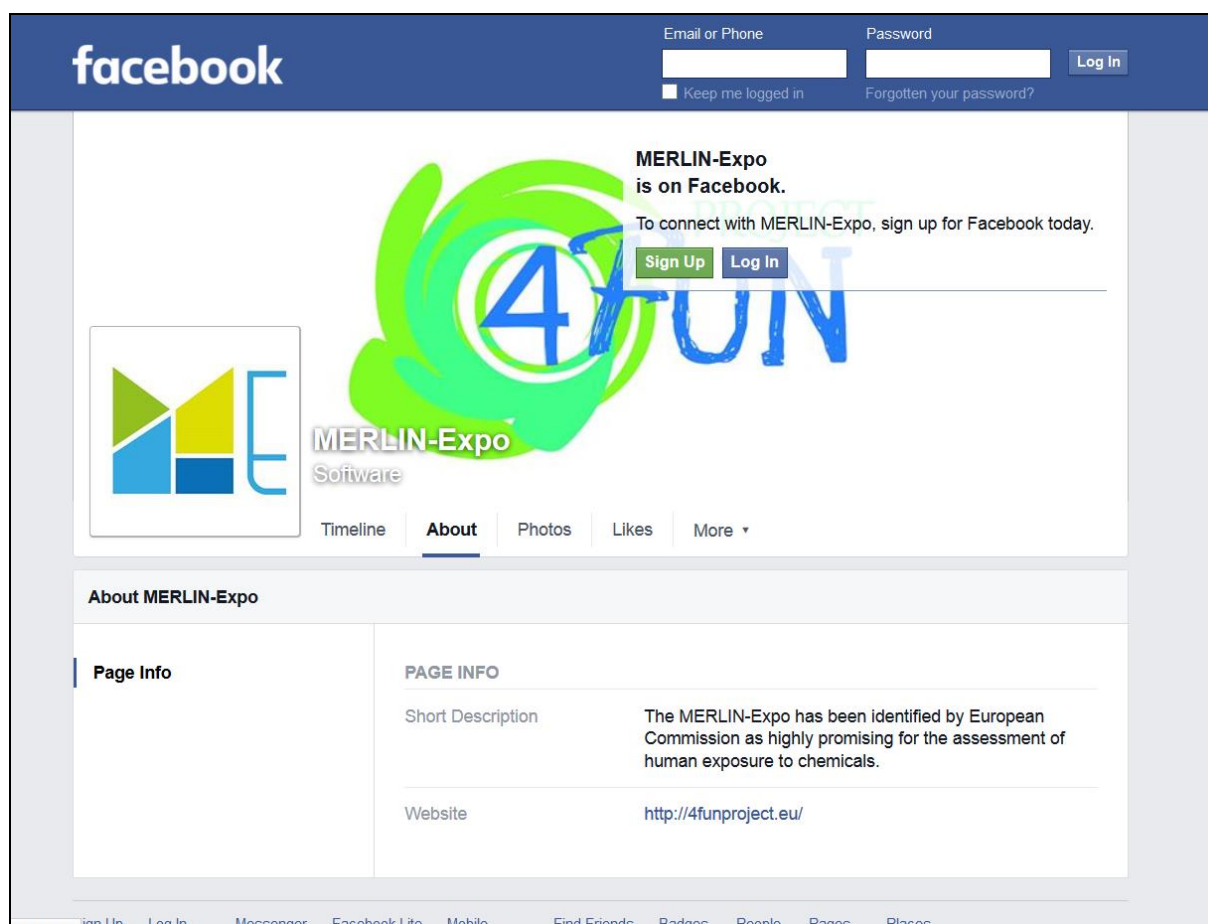 facebook
Email or Phone
Password
Log In
Keep me logged in
Forgotten your password?
MERLIN-Expo
is on Facebook.
To connect with MERLIN-Expo, sign up for Facebook today.
Sign Up Log In
PROJECT
4FUN
ME
MERLIN-Expo
Software
Timeline About Photos Likes More
About MERLIN-Expo
Page Info
PAGE INFO
Short Description
The MERLIN-Expo has been identified by European
Commission as highly promising for the assessment of
human exposure to chemicals.
Website
http://4funproject.eu/
Log In Messenger Facebook Lite Mobile Find Friends Badges People Pages Places